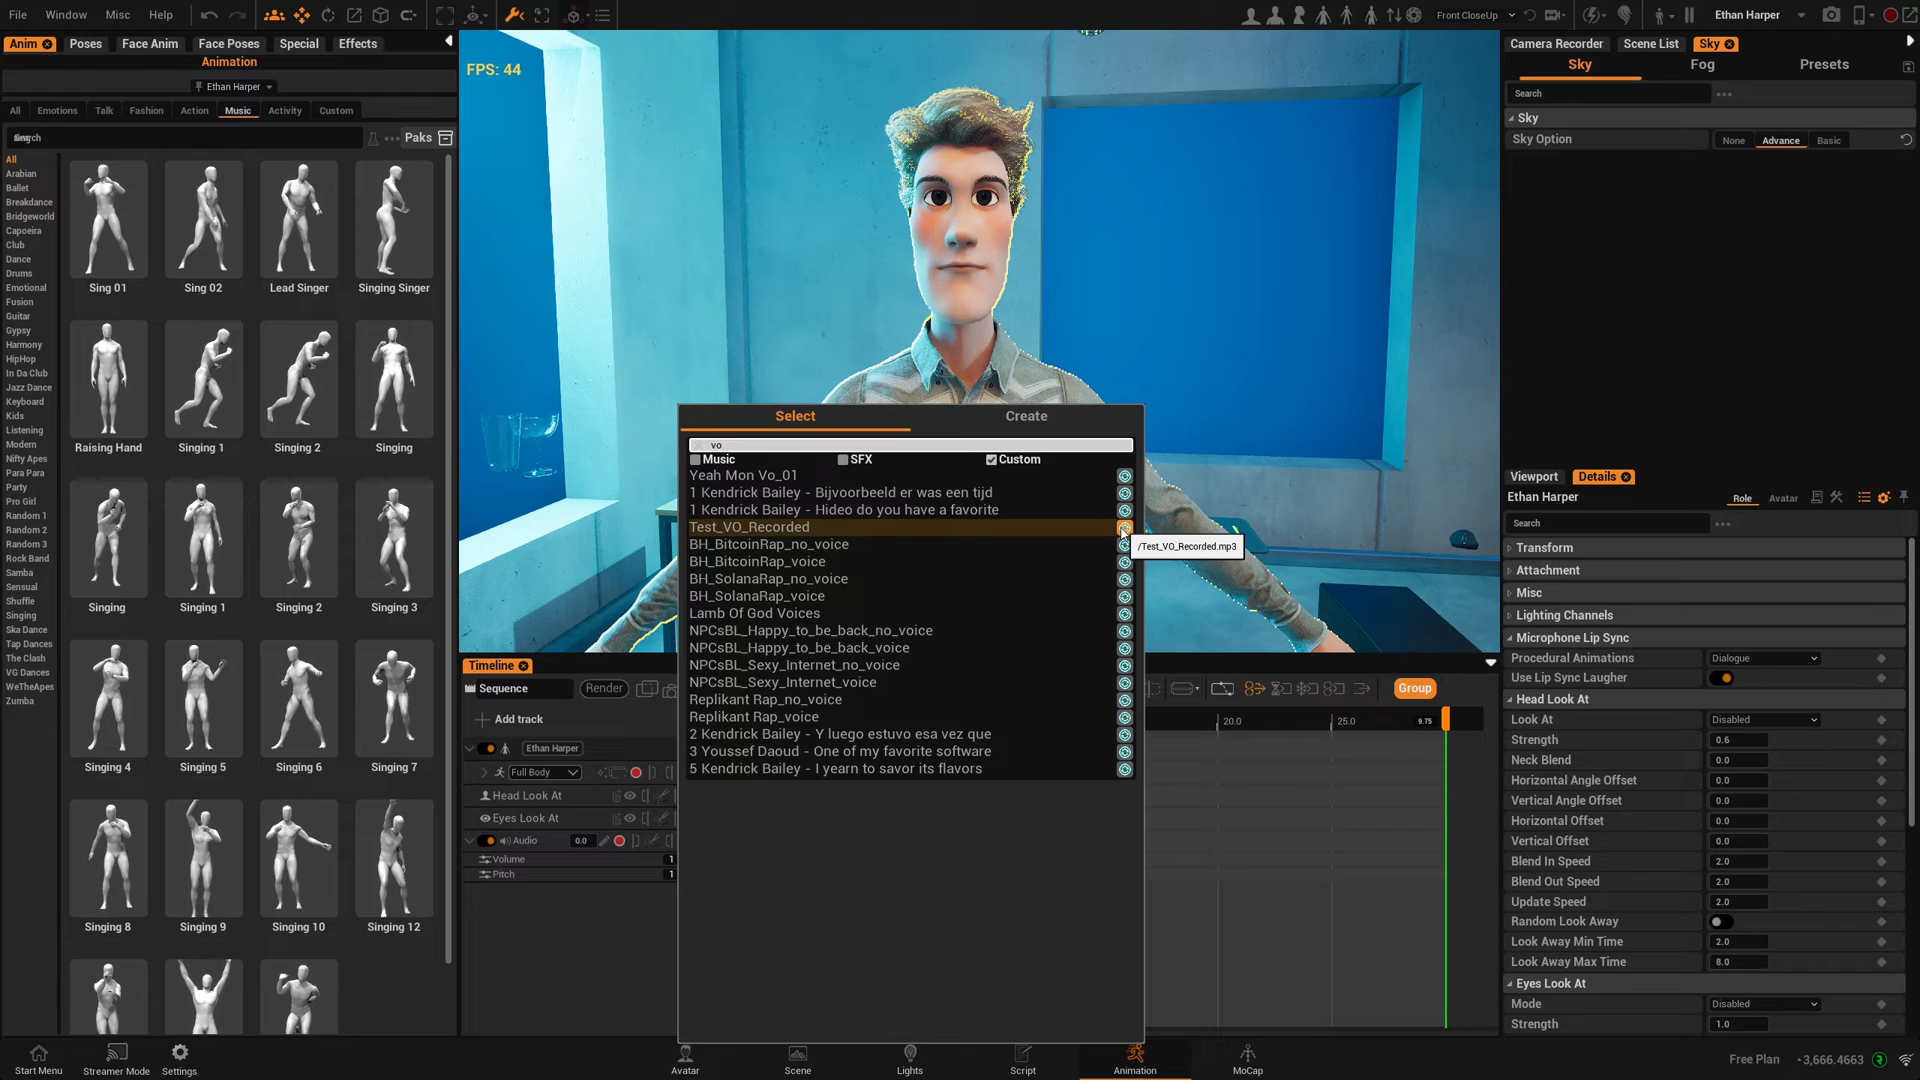 File Window Misc Help
Front CloseUp
Ethan Harper
Anim Poses Face Anim Face Poses Special Effects
Animation
Ethan Harper
All Emotions Talk Fashion Action Music Activity Custom
Paks
All
Arabian
Ballet
Breakdance
Bridgeworld
Capoeira
Club
Dance
Drums
Emotional
Fusion
Guitar
Gypsy
Harmony
HipHop
In Da Club
Jazz Dance
Keyboard
Kids
Listening
Modern
Nifty Apes
Para Para
Party
Pro Girl
Random 1
Random 2
Random 3
Rock Band
Samba
Sensual
Shuffle
Singing
Ska Dance
Tap Dances
The Clash
VG Dances
WeTheApes
Zumba
Sing 01 Sing 02 Lead Singer Singing Singer
Raising Hand Singing 1 Singing 2 Singing
Singing Singing 1 Singing 2 Singing 3
Singing 4 Singing 5 Singing 6 Singing 7
Singing 8 Singing 9 Singing 10 Singing 12
FPS: 44
Select Create
vo
Music SFX Custom
Yeah Mon Vo_01
1 Kendrick Bailey - Bijvoorbeeld er was een tijd
1 Kendrick Bailey - Hideo do you have a favorite
Test_VO_Recorded
/Test_VO_Recorded.mp3
BH_BitcoinRap_no_voice
BH_BitcoinRap_voice
BH_SolanaRap_no_voice
BH_SolanaRap_voice
Lamb Of God Voices
NPCsBL_Happy_to_be_back_no_voice
NPCsBL_Happy_to_be_back_voice
NPCsBL_Sexy_Internet_no_voice
NPCsBL_Sexy_Internet_voice
Replikant Rap_no_voice
Replikant Rap_voice
2 Kendrick Bailey - Y luego estuvo esa vez que
3 Youssef Daoud - One of my favorite software
5 Kendrick Bailey - I yearn to savor its flavors
Timeline
Sequence Render
Group
Add track
20.0 25.0 9.75
Ethan Harper
Full Body
Head Look At
Eyes Look At
Audio 0.0
Volume 1
Pitch 1
Camera Recorder Scene List Sky
Sky Fog Presets
Search
Sky
Sky Option None Advance Basic
Viewport Details
Ethan Harper Role Avatar
Search
Transform
Attachment
Misc
Lighting Channels
Microphone Lip Sync
Procedural Animations Dialogue
Use Lip Sync Laugher
Head Look At
Look At Disabled
Strength 0.6
Neck Blend 0.0
Horizontal Angle Offset 0.0
Vertical Angle Offset 0.0
Horizontal Offset 0.0
Vertical Offset 0.0
Blend In Speed 2.0
Blend Out Speed 2.0
Update Speed 2.0
Random Look Away
Look Away Min Time 2.0
Look Away Max Time 8.0
Eyes Look At
Mode Disabled
Strength 1.0
Start Menu Streamer Mode Settings
Avatar Scene Lights Script Animation MoCap
Free Plan 3,666.4663